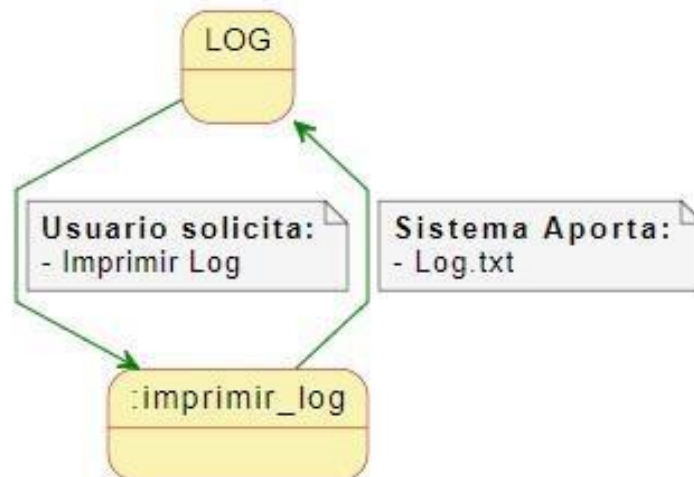 LOG
Usuario solicita:
- Imprimir Log
Sistema Aporta:
- Log.txt
:imprimir_log